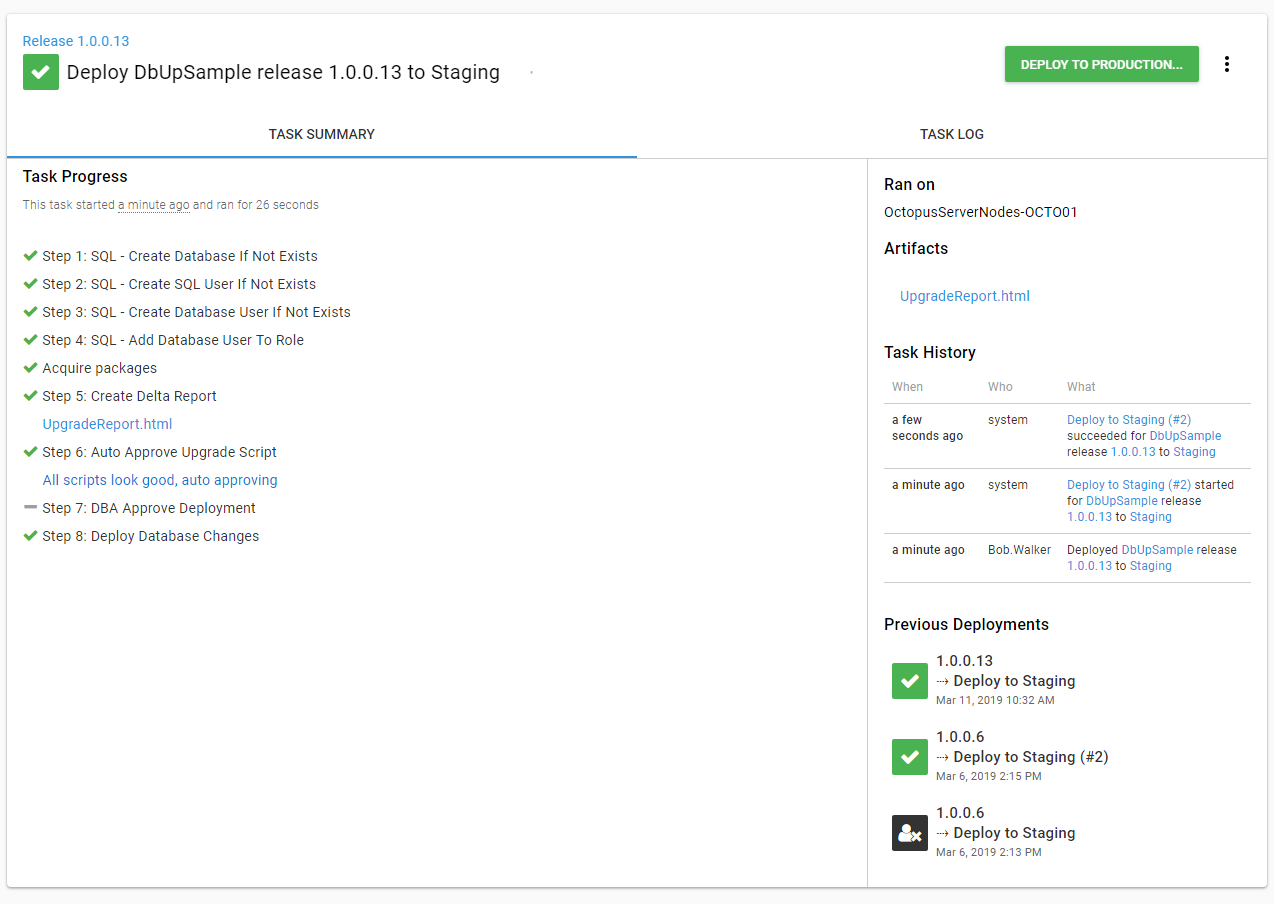 Release 1.0.0.13
Deploy DbUpSample release 1.0.0.13 to Staging
DEPLOY TO PRODUCTION...
TASK SUMMARY
TASK LOG
Task Progress
This task started a minute ago and ran for 26 seconds
Step 1: SQL - Create Database If Not Exists
Step 2: SQL - Create SQL User If Not Exists
Step 3: SQL - Create Database User If Not Exists
Step 4: SQL - Add Database User To Role
Acquire packages
Step 5: Create Delta Report
UpgradeReport.html
Step 6: Auto Approve Upgrade Script
All scripts look good, auto approving
Step 7: DBA Approve Deployment
Step 8: Deploy Database Changes
Ran on
OctopusServerNodes-OCTO01
Artifacts
UpgradeReport.html
Task History
When Who What
a few system Deploy to Staging (#2)
seconds ago succeeded for DbUpSample
release 1.0.0.13 to Staging
a minute ago system Deploy to Staging (#2) started
for DbUpSample release
1.0.0.13 to Staging
a minute ago Bob.Walker Deployed DbUpSample release
1.0.0.13 to Staging
Previous Deployments
1.0.0.13
⇢ Deploy to Staging
Mar 11, 2019 10:32 AM
1.0.0.6
⇢ Deploy to Staging (#2)
Mar 6, 2019 2:15 PM
1.0.0.6
⇢ Deploy to Staging
Mar 6, 2019 2:13 PM